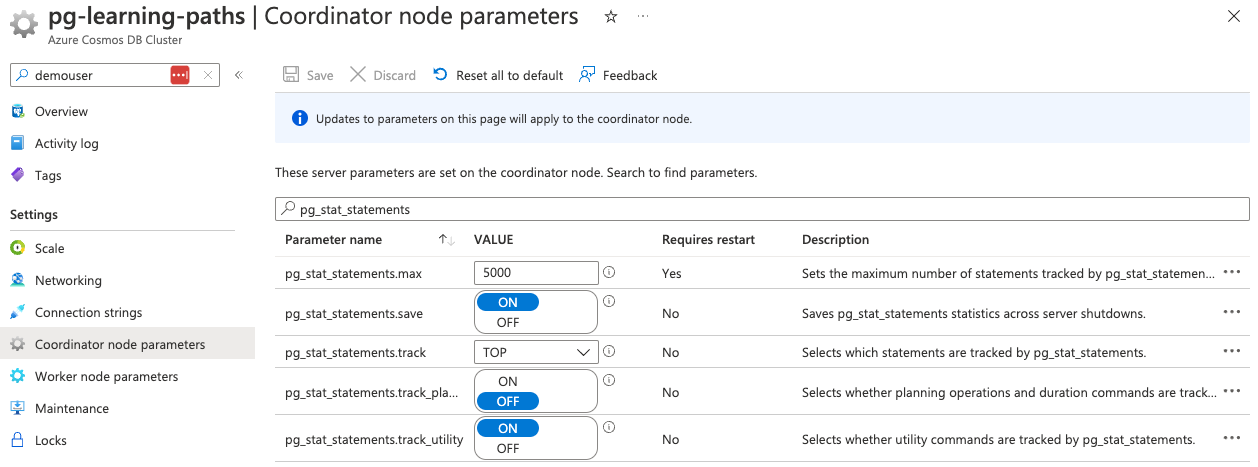 pg-learning-paths | Coordinator node parameters
Azure Cosmos DB Cluster
demouser
Save Discard Reset all to default Feedback
Overview
Activity log
Tags
Settings
Scale
Networking
Connection strings
Coordinator node parameters
Worker node parameters
Maintenance
Locks
Updates to parameters on this page will apply to the coordinator node.
These server parameters are set on the coordinator node. Search to find parameters.
pg_stat_statements
Parameter name VALUE Requires restart Description
pg_stat_statements.max 5000 Yes Sets the maximum number of statements tracked by pg_statemen...
pg_stat_statements.save ON OFF No Saves pg_stat_statements statistics across server shutdowns.
pg_stat_statements.track TOP No Selects which statements are tracked by pg_stat_statements.
pg_stat_statements.track_pla... ON OFF No Selects whether planning operations and duration commands are track...
pg_stat_statements.track_utility ON OFF No Selects whether utility commands are tracked by pg_stat_statements.